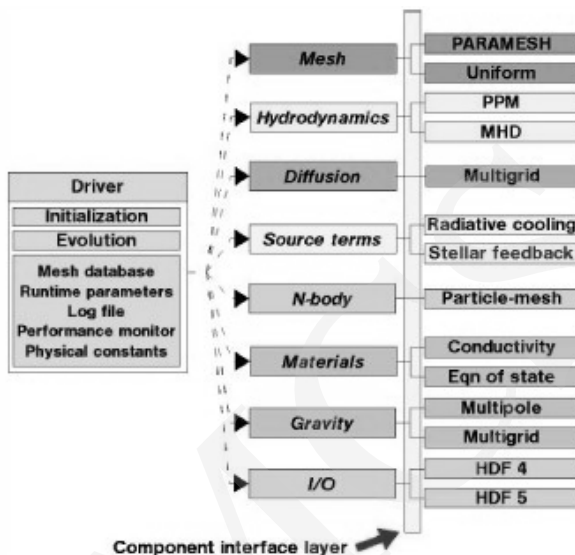 Driver
Initialization
Evolution
Mesh database
Runtime parameters
Log file
Performance monitor
Physical constants
Mesh
Hydrodynamics
Diffusion
Source terms
N-body
Materials
Gravity
I/O
PARAMESH
Uniform
PPM
MHD
Multigrid
Radiative cooling
Stellar feedback
Particle-mesh
Conductivity
Eqn of state
Multipole
Multigrid
HDF 4
HDF 5
Component interface layer